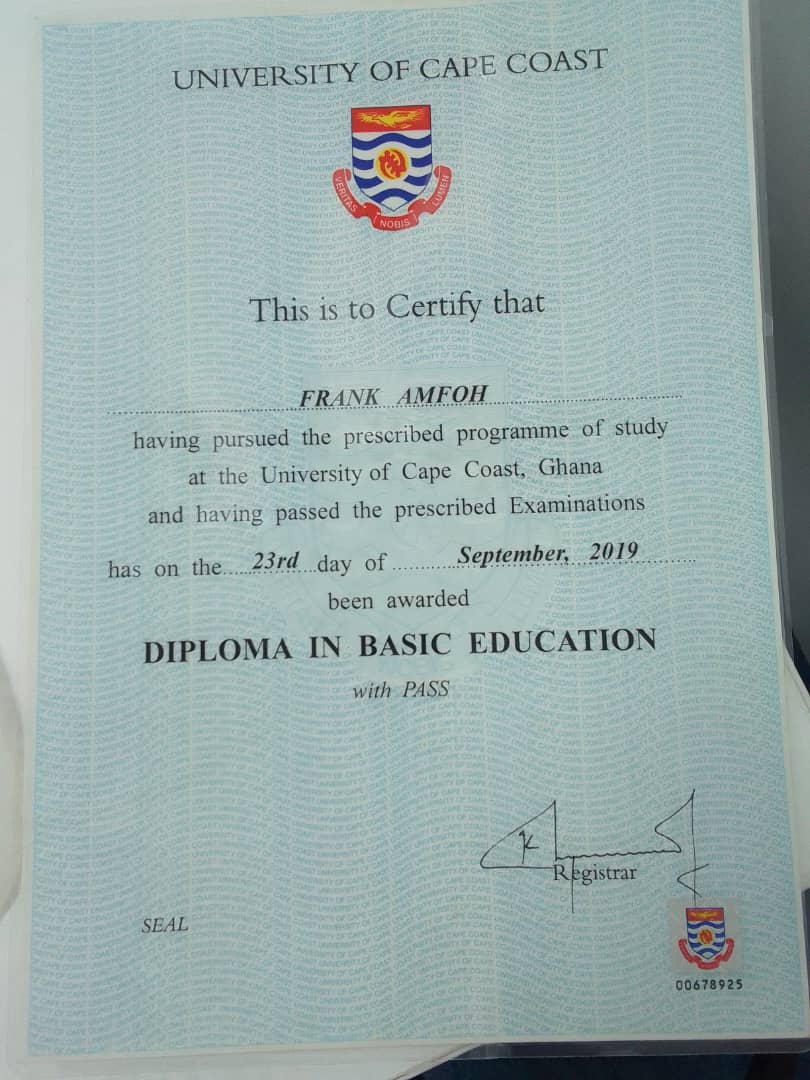 UNIVERSITY OF CAPE COAST
VERITAS NOBIS LUMEN
This is to Certify that
FRANK AMFOH
having pursued the prescribed programme of study
at the University of Cape Coast, Ghana
and having passed the prescribed Examinations
has on the.....23rd...day of ............September, 2019
been awarded
DIPLOMA IN BASIC EDUCATION
with PASS
Registrar
SEAL
00678925